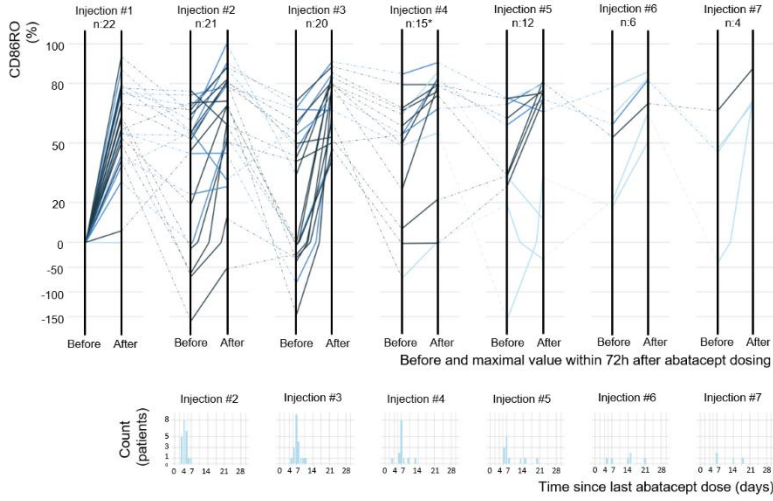 Injection #1 Injection #2 Injection #3 Injection #4 Injection #5 Injection #6 Injection #7
n:22 n:21 n:20 n:15* n:12 n:6 n:4
CD86RO
(%)
100
80
50
20
0
-50
-100
-150
Before After Before After Before After Before After Before After Before After Before After
Before and maximal value within 72h after abatacept dosing
Injection #2 Injection #3 Injection #4 Injection #5 Injection #6 Injection #7
Count
(patients)
8
5
3
1
0
0 4 7 14 21 28 0 4 7 14 21 28 0 4 7 14 21 28 0 4 7 14 21 28 0 4 7 14 21 28 0 4 7 14 21 28
Time since last abatacept dose (days)